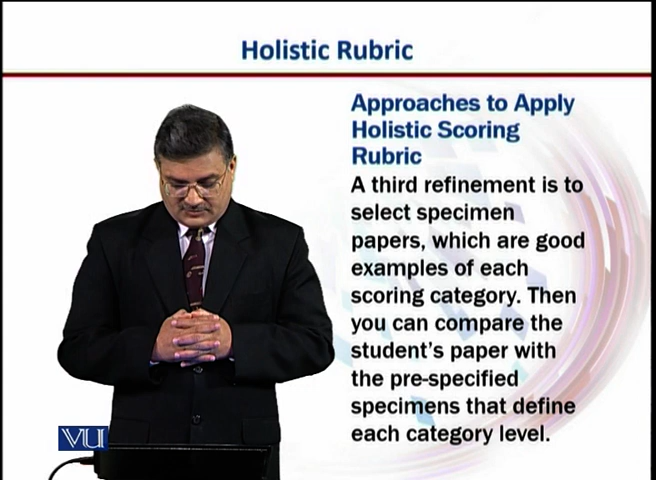 Holistic Rubric
Approaches to Apply
Holistic Scoring
Rubric
A third refinement is to
select specimen
papers, which are good
examples of each
scoring category. Then
you can compare the
student's paper with
the pre-specified
specimens that define
each category level.
VU